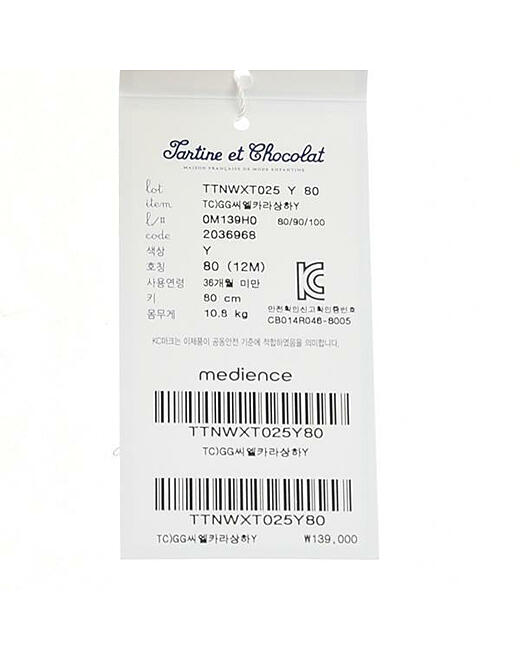 Tartine et Chocolat
MAISON FRANÇAISE DE MODE ENFANTINE
lot TTNWXT025 Y 80
item TC)GG씨엘카라상하Y
l/# 0M139H0 80/90/100
code 2036968
색상 Y
호칭 80 (12M)
사용연령 36개월 미만
키 80 cm
몸무게 10.8 kg
안전확인신고확인증번호
CB014R046-8005
KC마크는 이제품이 공동안전 기준에 적합하였음을 의미합니다.
medience
TTNWXT025Y80
TC)GG씨엘카라상하Y
TTNWXT025Y80
TC)GG씨엘카라상하Y ₩139,000